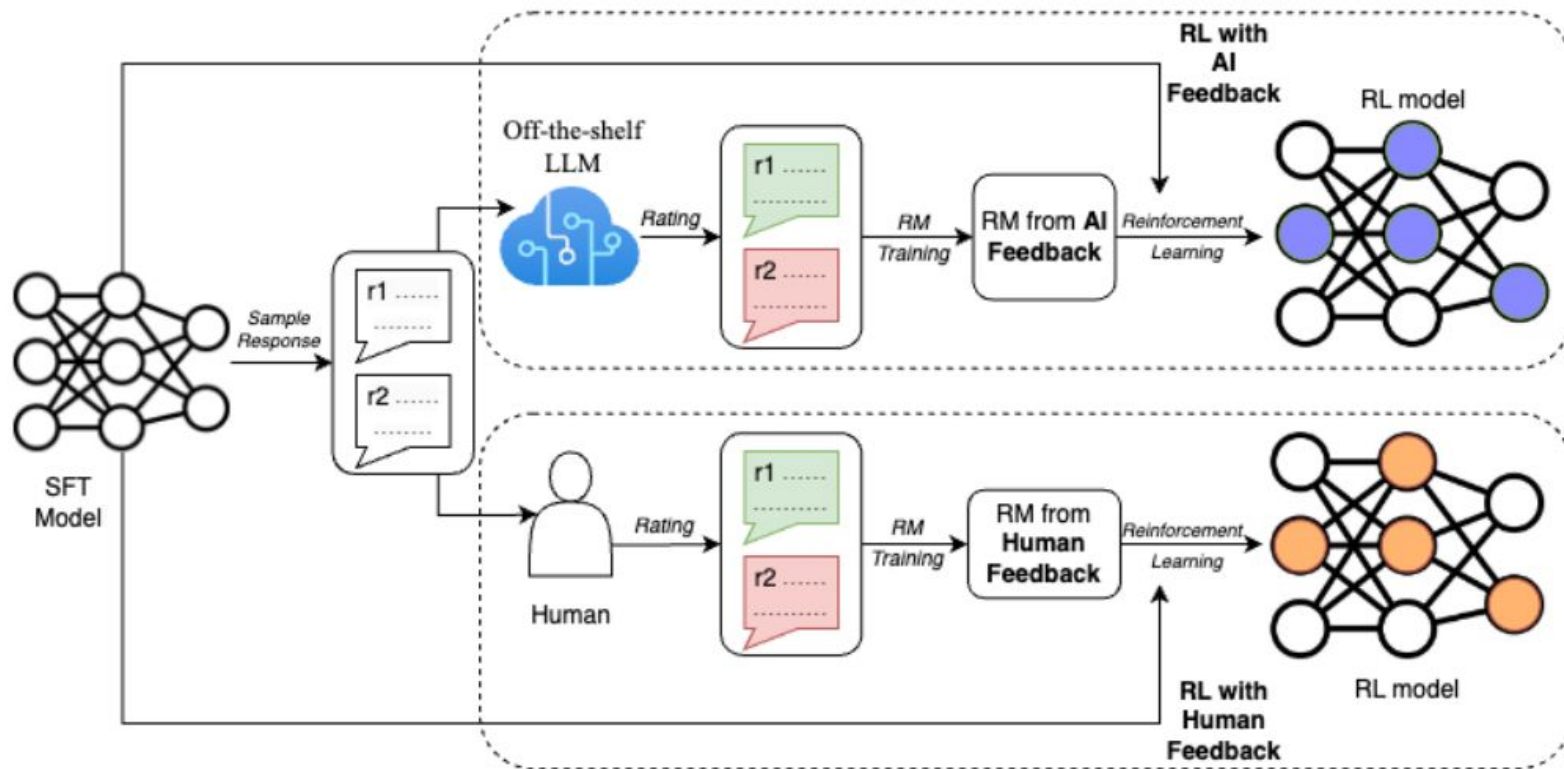 RL with
AI
Feedback
RL model
Off-the-shelf
LLM
r1 ......
............
r2 ......
............
Rating
RM
Training
RM from AI
Feedback
Reinforcement
Learning
Sample
Response
r1 ......
..........
r2 ......
..........
SFT
Model
Human
Rating
r1 ......
............
r2 ......
............
RM
Training
RM from
Human
Feedback
Reinforcement
Learning
RL model
RL with
Human
Feedback